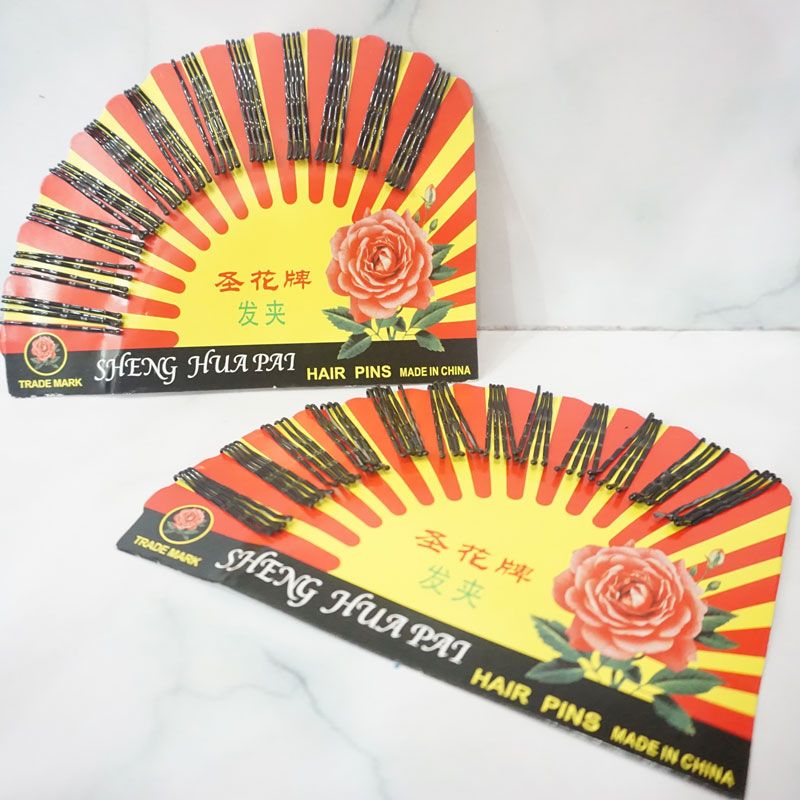 圣花牌
发夹
TRADE MARK
SHENG HUA PAI
HAIR PINS MADE IN CHINA
圣花牌
发夹
TRADE MARK
SHENG HUA PAI
HAIR PINS MADE IN CHINA